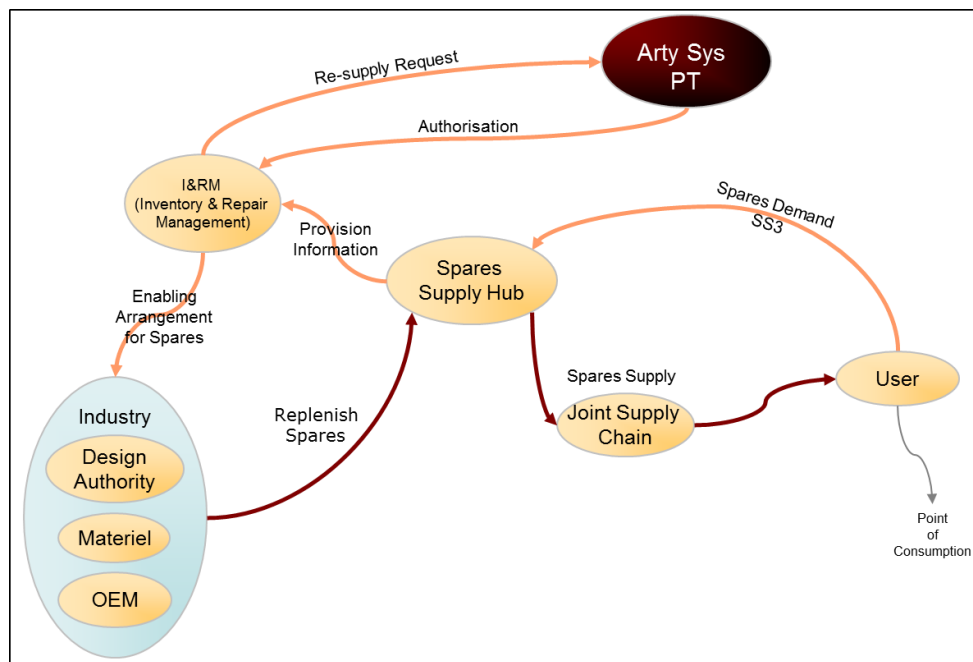 Arty Sys
PT
Re-supply Request
Authorisation
I&RM
(Inventory & Repair
Management)
Provision
Information
Spares Demand
SS3
Spares
Supply Hub
Enabling
Arrangement
for Spares
Spares Supply
User
Industry
Replenish
Spares
Joint Supply
Chain
Design
Authority
Materiel
OEM
Point
of
Consumption